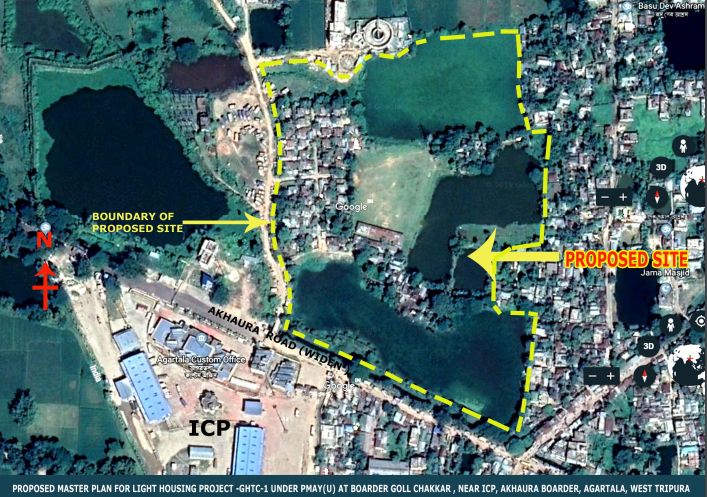 Basu Dev Ashram
3D
Google
BOUNDARY OF
PROPOSED SITE
N
PROPOSED SITE
Jama Masjid
AKHAURA ROAD (WIDEN)
3D
Agartala Custom Office
Google
ICP
PROPOSED MASTER PLAN FOR LIGHT HOUSING PROJECT -GHTC-1 UNDER PMAY(U) AT BOARDER GOLL CHAKKAR , NEAR ICP, AKHAURA BOARDER, AGARTALA, WEST TRIPURA